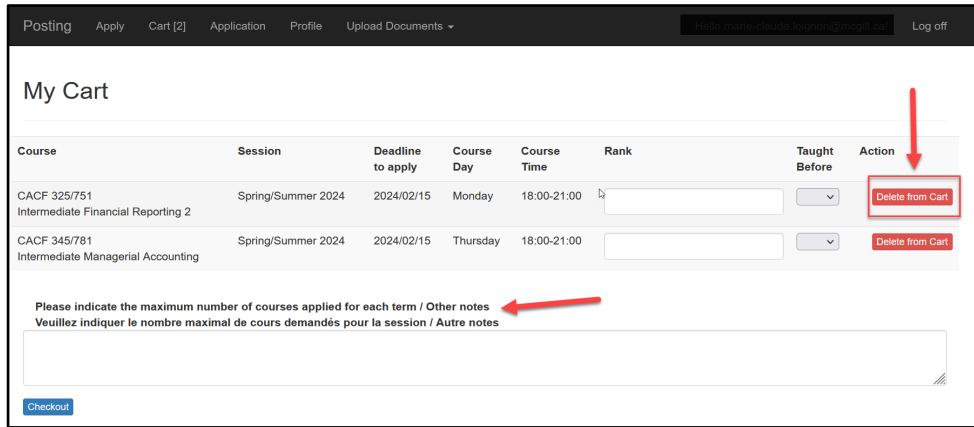 Posting Apply Cart [2] Application Profile Upload Documents Log off
My Cart
Course Session Deadline to apply Course Day Course Time Rank Taught Before Action
CACF 325/751 Spring/Summer 2024 2024/02/15 Monday 18:00-21:00 Delete from Cart
Intermediate Financial Reporting 2
CACF 345/781 Spring/Summer 2024 2024/02/15 Thursday 18:00-21:00 Delete from Cart
Intermediate Managerial Accounting
Please indicate the maximum number of courses applied for each term / Other notes
Veuillez indiquer le nombre maximal de cours demandés pour la session / Autre notes
Checkout